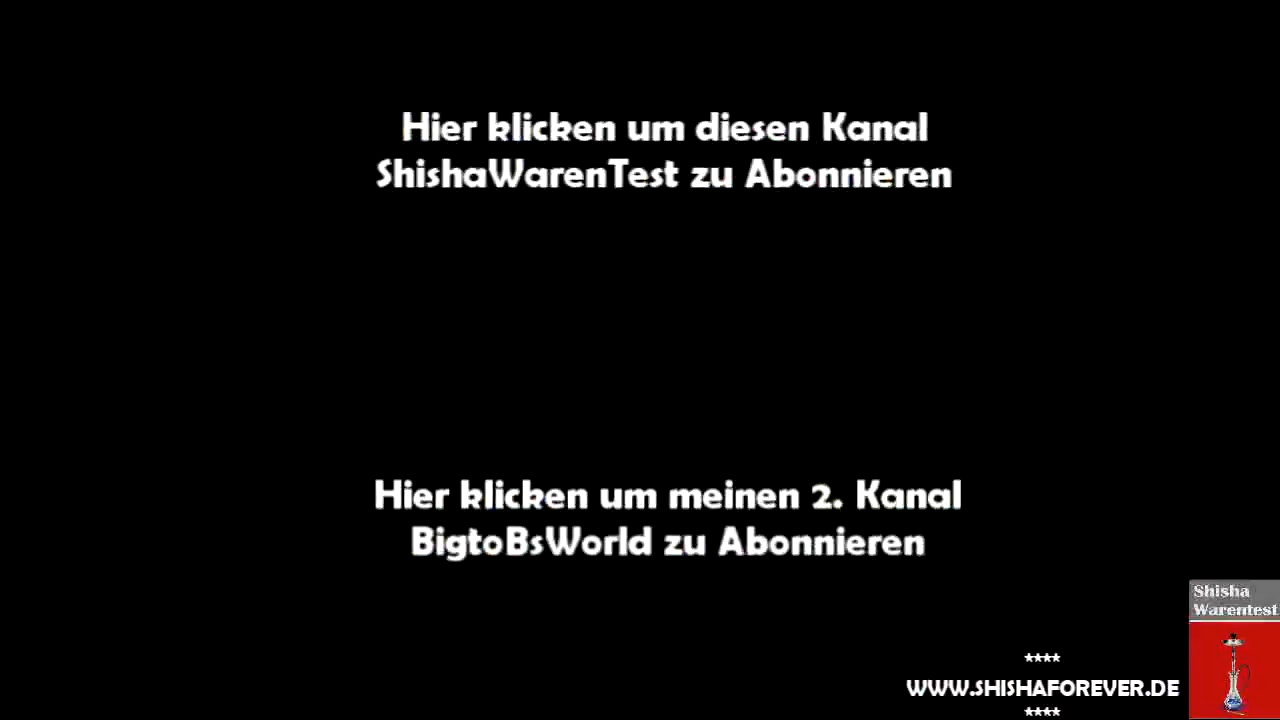 Hier klicken um diesen Kanal
ShishaWarenTest zu Abonnieren
Hier klicken um meinen 2. Kanal
BigtoBsWorld zu Abonnieren
Shisha
Warentest
****
WWW.SHISHAFOREVER.DE
****